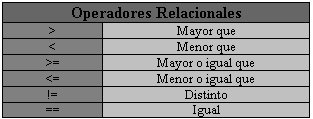 Operadores Relacionales
> Mayor que
< Menor que
>= Mayor o igual que
<= Menor o igual que
!= Distinto
== Igual